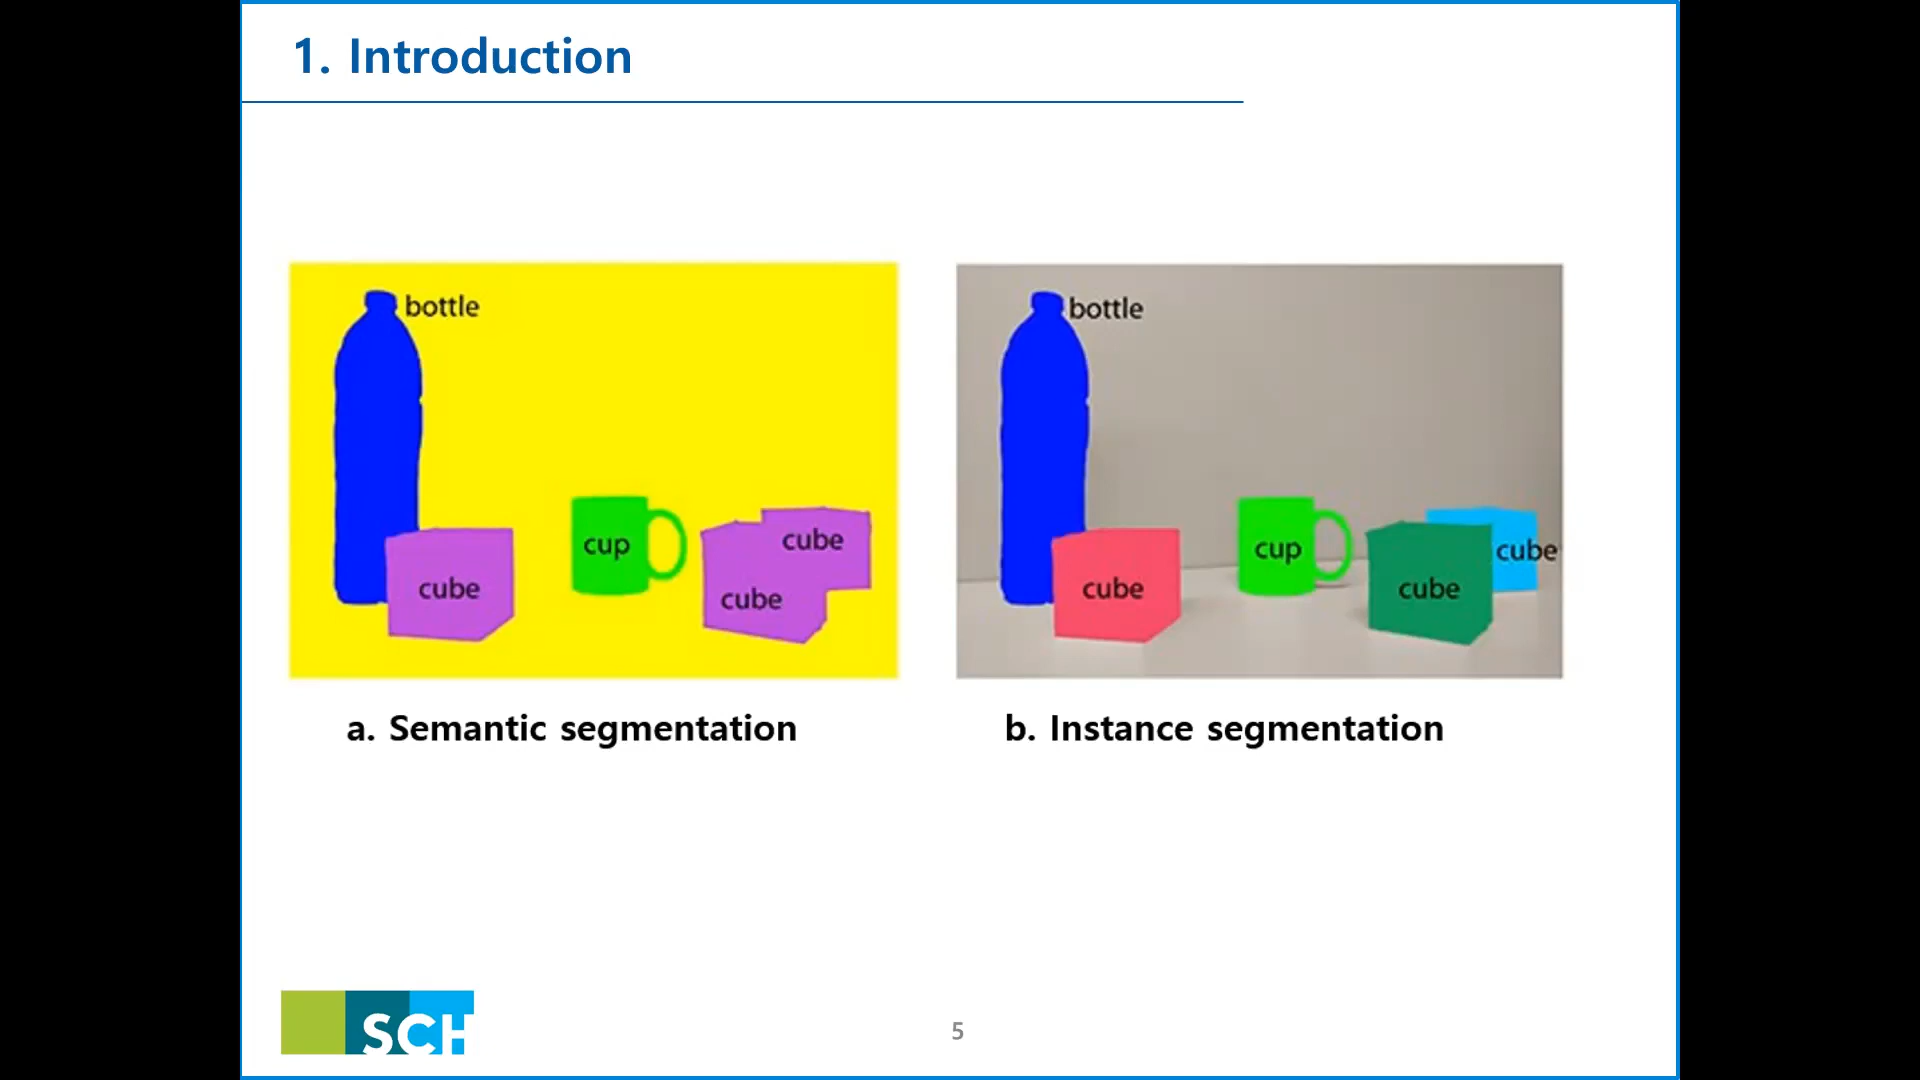 1. Introduction
bottle
cup
cube
cube
cube
bottle
cup
cube
cube
cube
a. Semantic segmentation
b. Instance segmentation
SCH
5